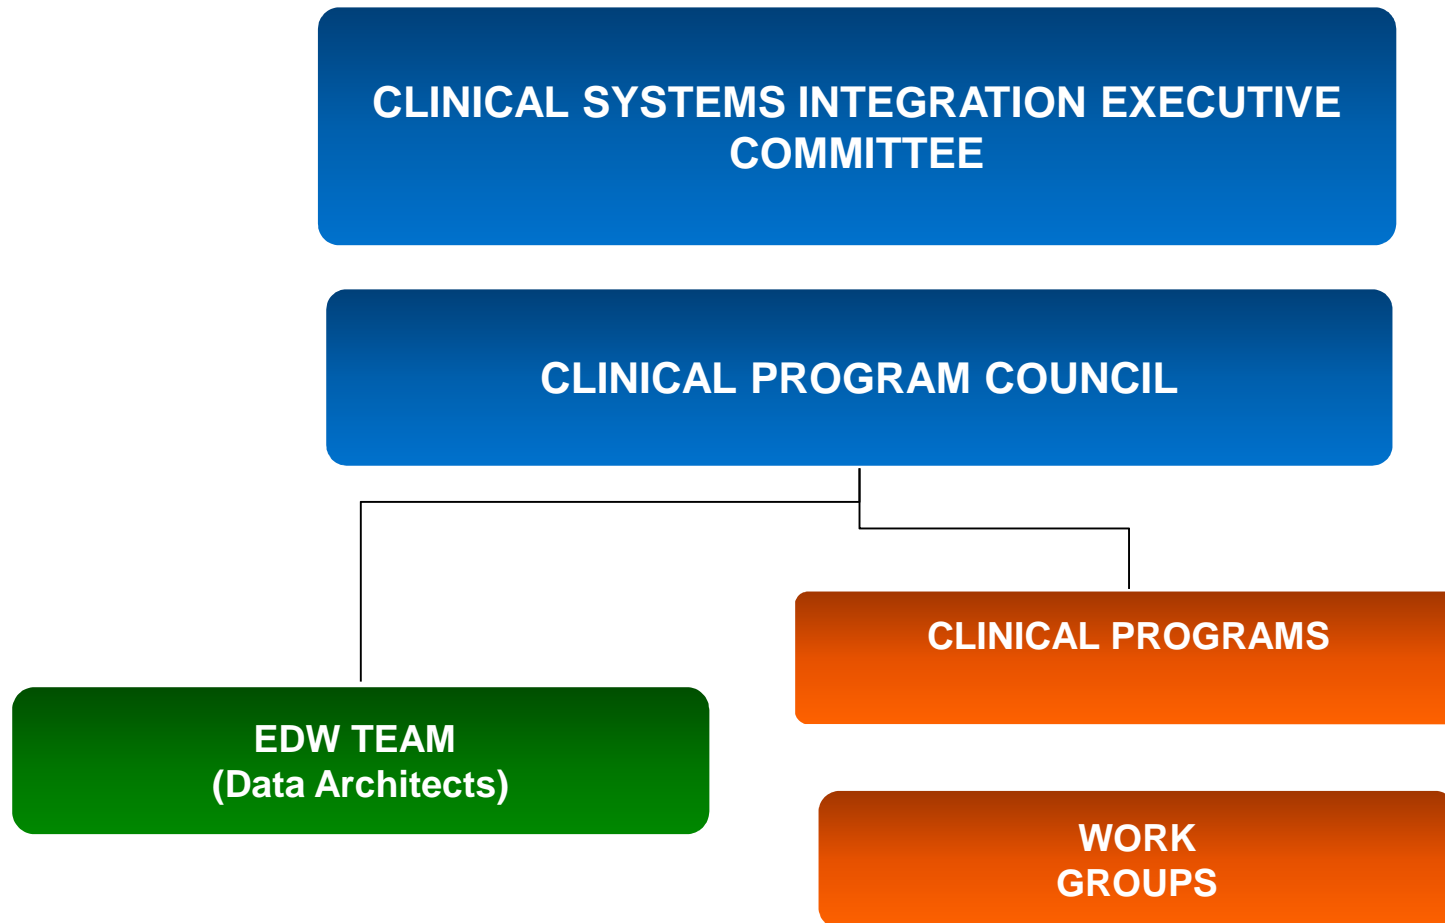 CLINICAL SYSTEMS INTEGRATION EXECUTIVE
COMMITTEE
CLINICAL PROGRAM COUNCIL
CLINICAL PROGRAMS
EDW TEAM
(Data Architects)
WORK
GROUPS